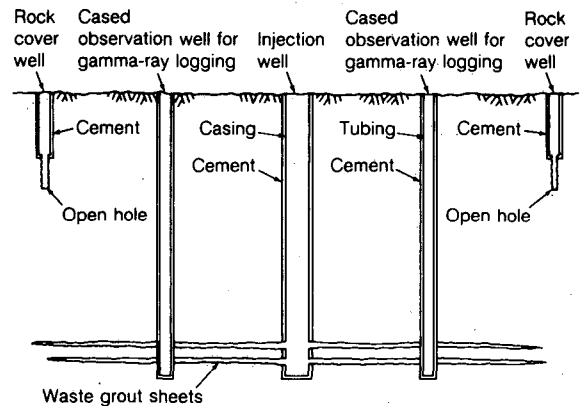 Rock
cover
well
Cased
observation well for
gamma-ray logging
Injection
well
Cased
observation well for
gamma-ray logging
Rock
cover
well
Cement
Casing
Tubing
Cement
Cement
Cement
Open hole
Open hole
Waste grout sheets